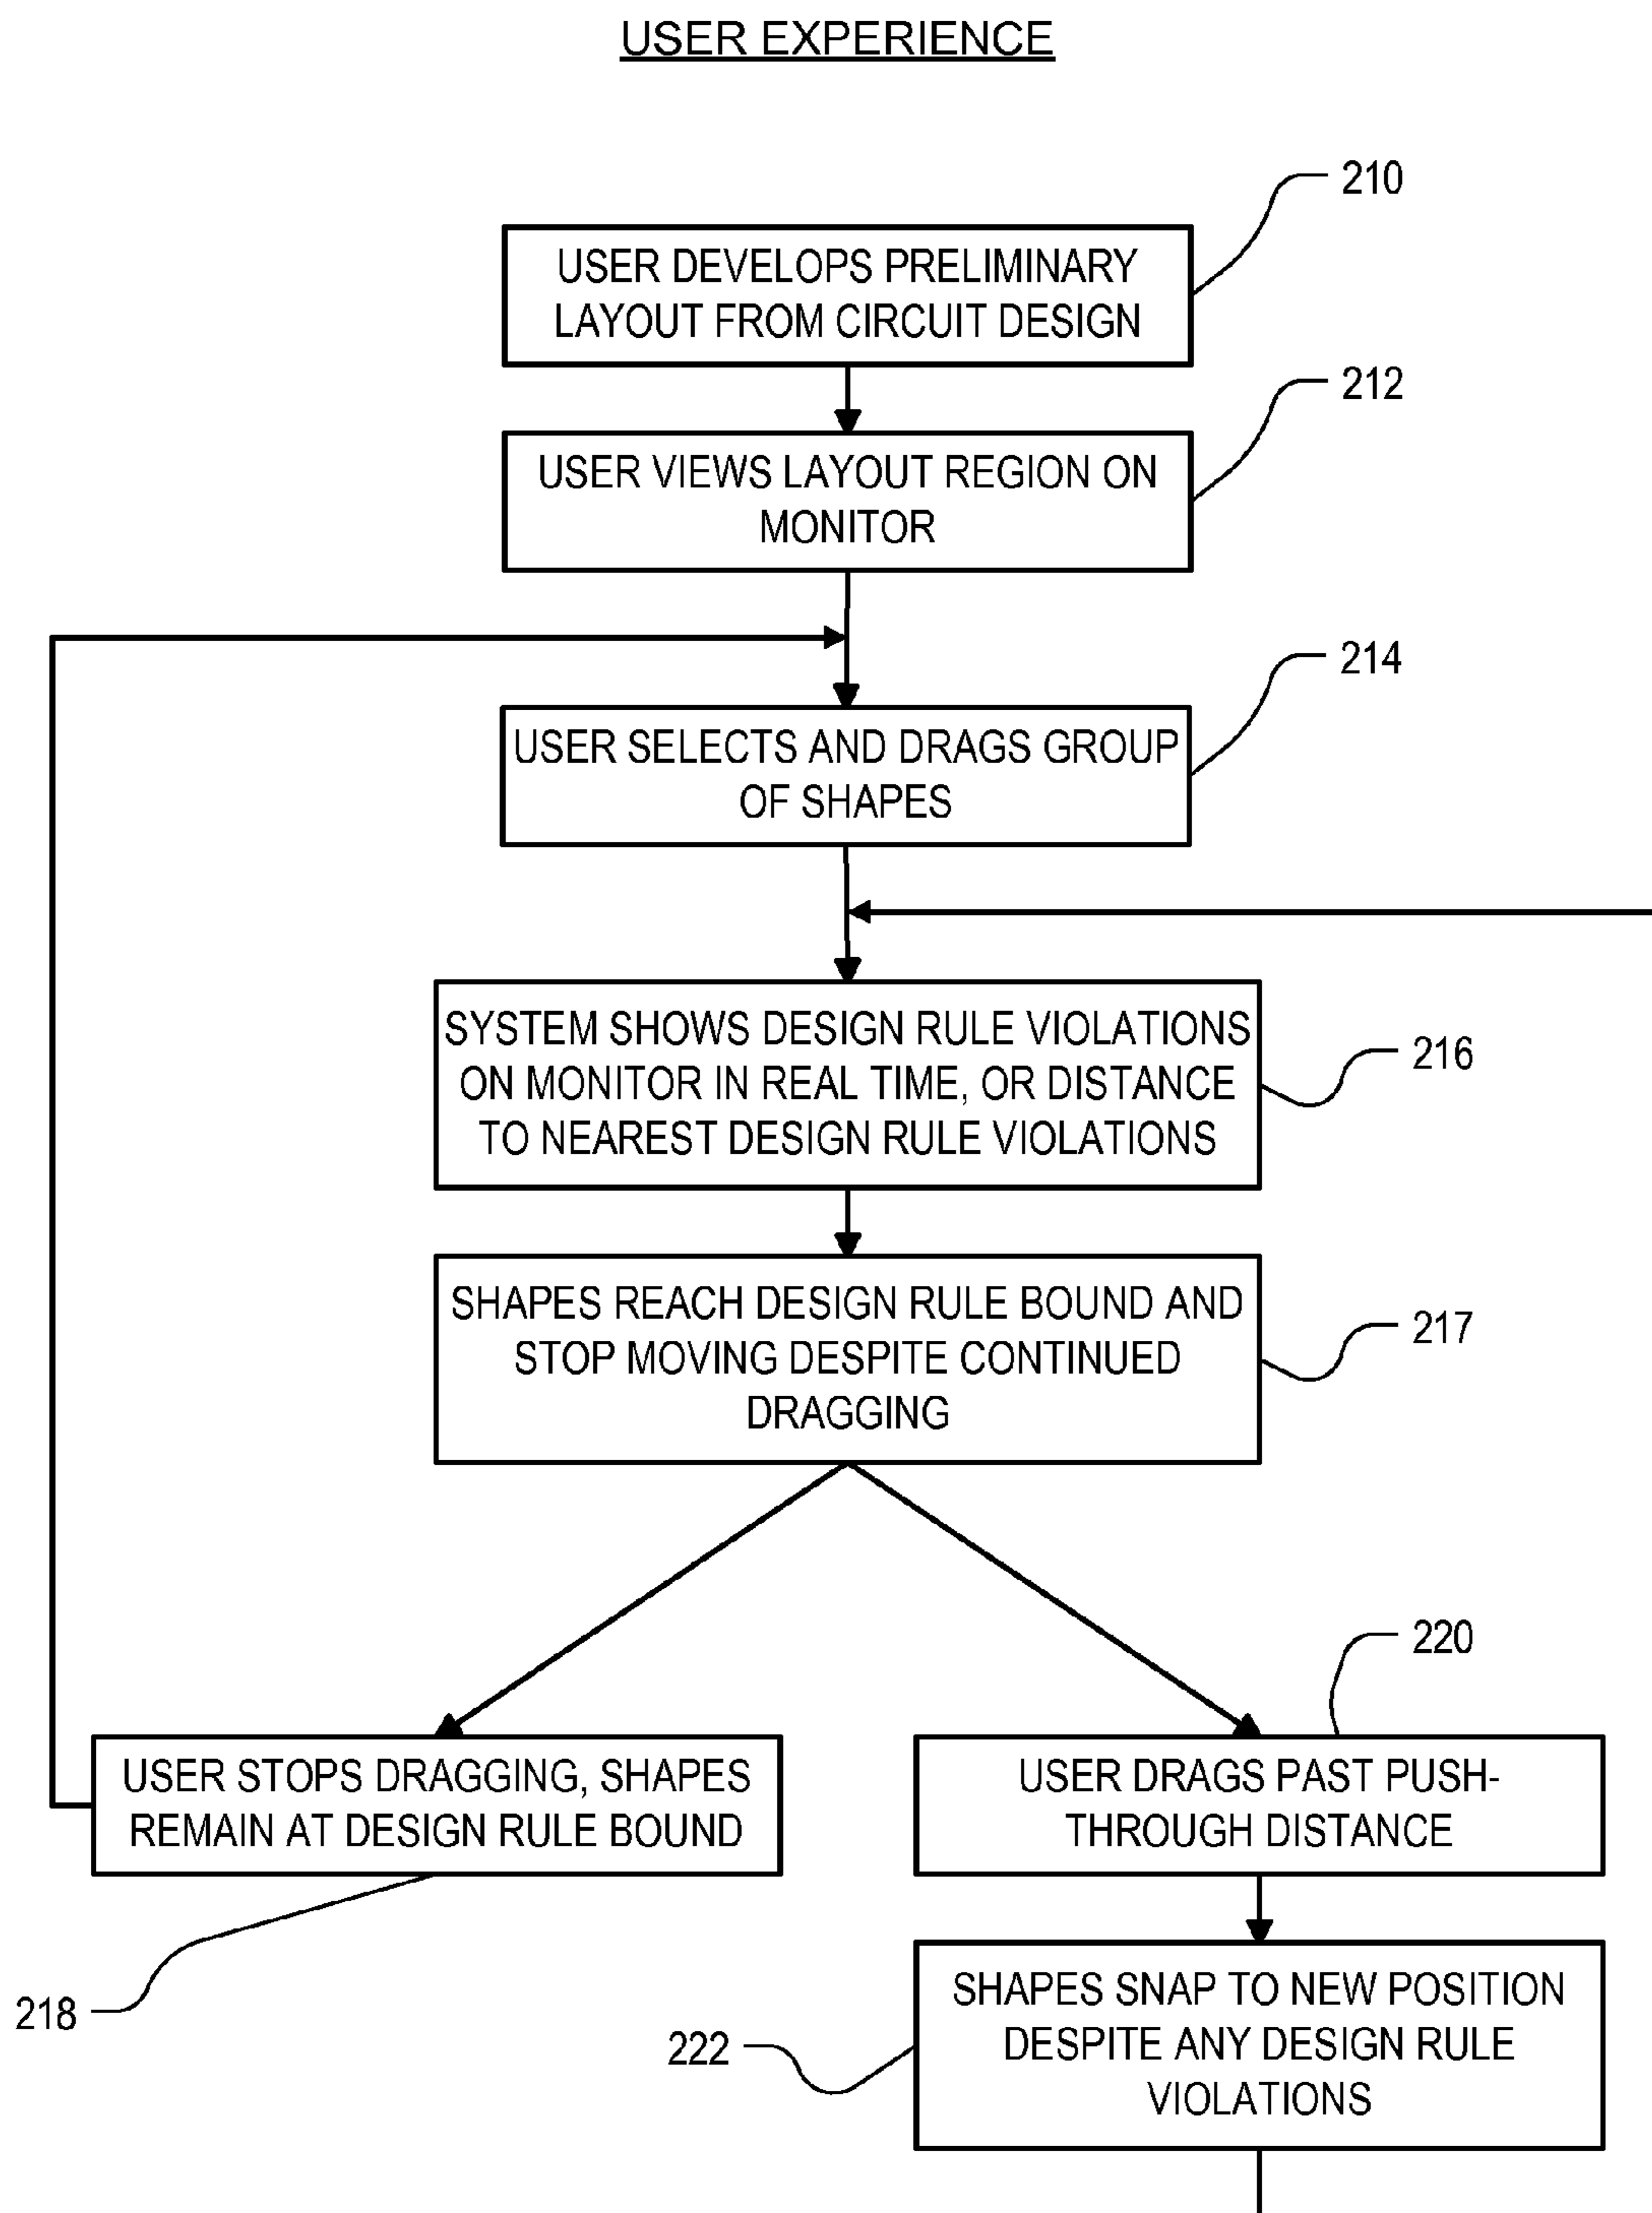 USER EXPERIENCE
210
USER DEVELOPS PRELIMINARY
LAYOUT FROM CIRCUIT DESIGN
212
USER VIEWS LAYOUT REGION ON
MONITOR
214
USER SELECTS AND DRAGS GROUP
OF SHAPES
SYSTEM SHOWS DESIGN RULE VIOLATIONS
ON MONITOR IN REAL TIME, OR DISTANCE
TO NEAREST DESIGN RULE VIOLATIONS
216
SHAPES REACH DESIGN RULE BOUND AND
STOP MOVING DESPITE CONTINUED
DRAGGING
217
220
USER STOPS DRAGGING, SHAPES
REMAIN AT DESIGN RULE BOUND
218
USER DRAGS PAST PUSH-
THROUGH DISTANCE
SHAPES SNAP TO NEW POSITION
DESPITE ANY DESIGN RULE
VIOLATIONS
222